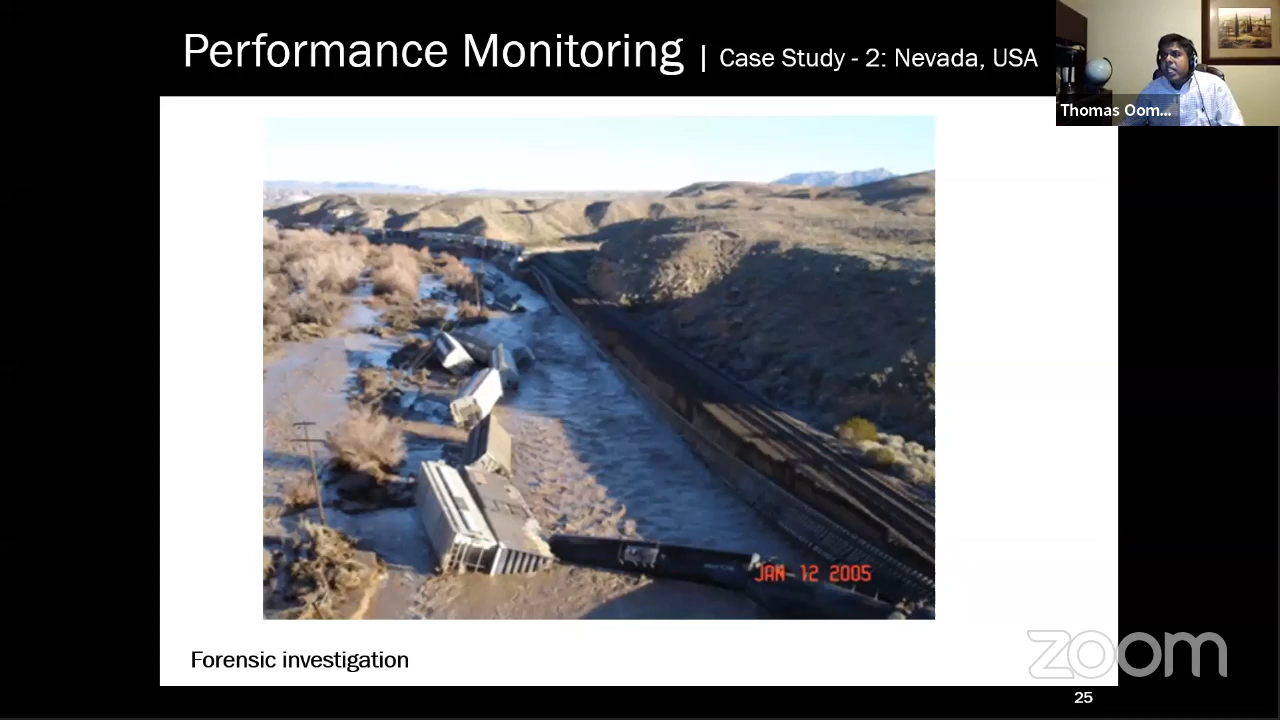 Performance Monitoring | Case Study - 2: Nevada, USA
Thomas Oom...
JAN 12 2005
Forensic investigation
zoom
25